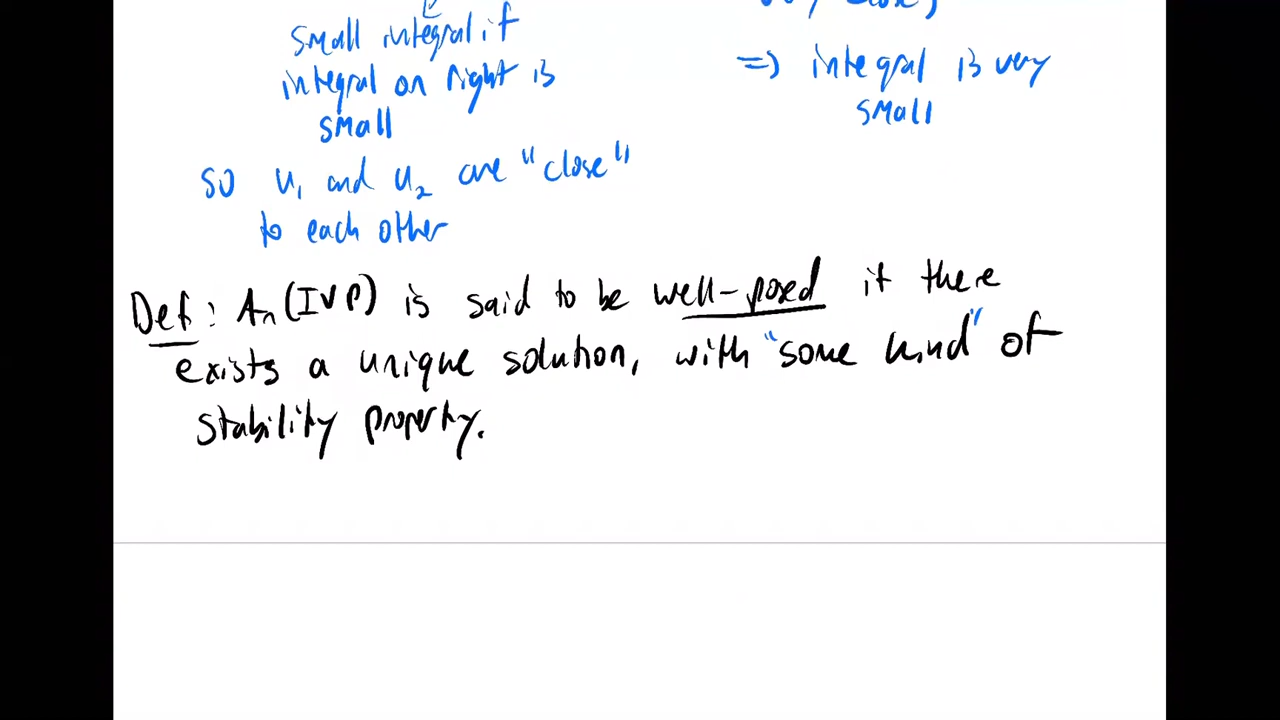 small integral if
integral on right is
small
so u₁ and u₂ are "close"
to each other
=> integral is very
small
Def: An (IVP) is said to be well-posed if there
exists a unique solution, with "some kind" of
stability property.